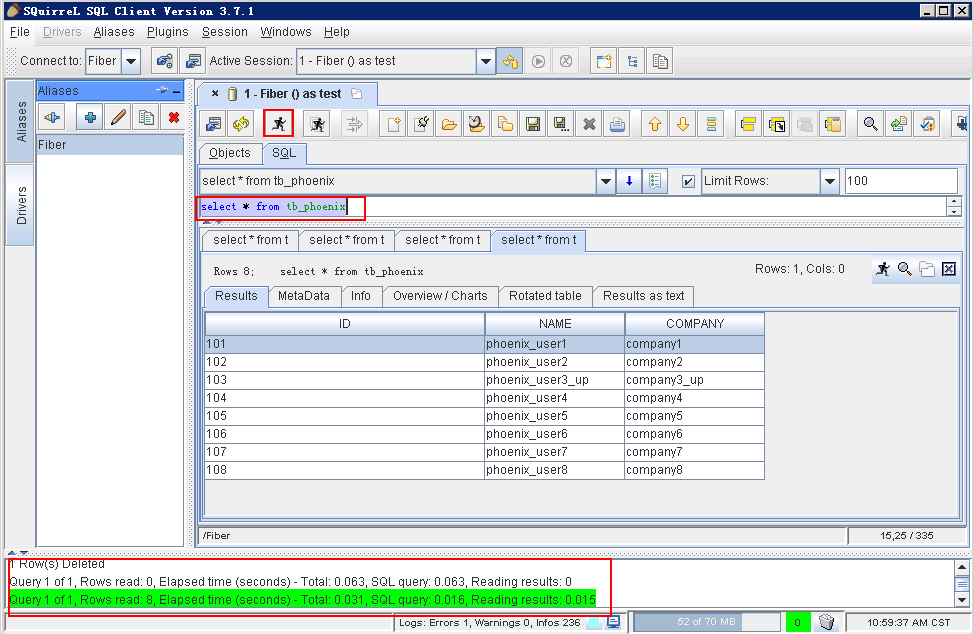 SQuirreL SQL Client Version 3.7.1
File Drivers Aliases Plugins Session Windows Help
Connect to: Fiber Active Session: 1 - Fiber () as test
Aliases
Aliases
Drivers
Fiber
1 - Fiber () as test
Objects SQL
select * from tb_phoenix Limit Rows: 100
select * from tb_phoenix
select * from t select * from t select * from t select * from t
Rows 8; select * from tb_phoenix Rows: 1, Cols: 0
Results MetaData Info Overview / Charts Rotated table Results as text
ID NAME COMPANY
101 phoenix_user1 company1
102 phoenix_user2 company2
103 phoenix_user3_up company3_up
104 phoenix_user4 company4
105 phoenix_user5 company5
106 phoenix_user6 company6
107 phoenix_user7 company7
108 phoenix_user8 company8
/Fiber 15,25 / 335
1 Row(s) Deleted
Query 1 of 1, Rows read: 0, Elapsed time (seconds) - Total: 0.063, SQL query: 0.063, Reading results: 0
Query 1 of 1, Rows read: 8, Elapsed time (seconds) - Total: 0.031, SQL query: 0.016, Reading results: 0.015
Logs: Errors 1, Warnings 0, Infos 236 52 of 70 MB 0 10:59:37 AM CST